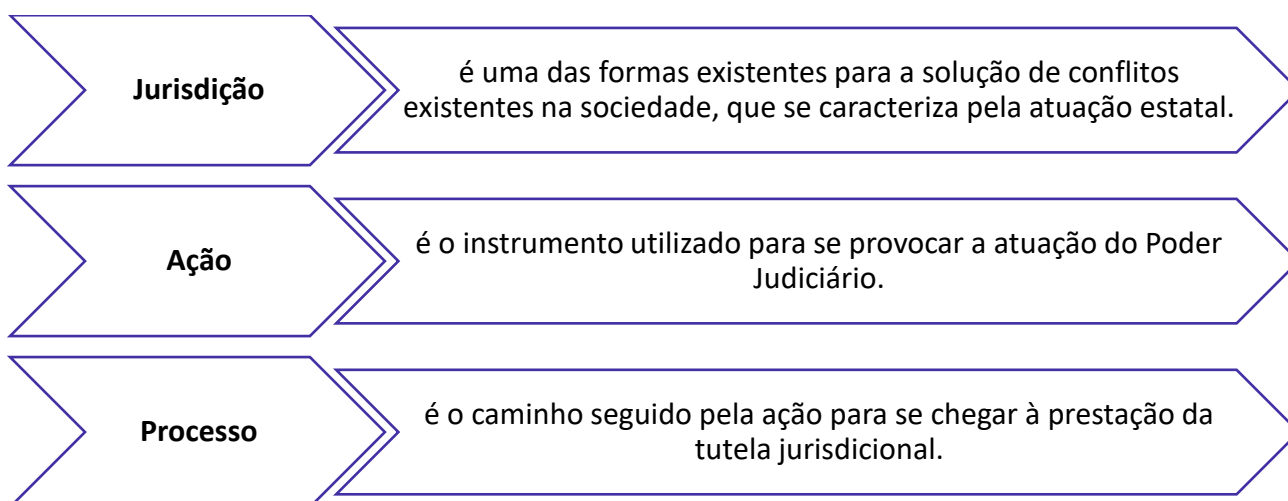 Jurisdição
é uma das formas existentes para a solução de conflitos
existentes na sociedade, que se caracteriza pela atuação estatal.
Ação
é o instrumento utilizado para se provocar a atuação do Poder
Judiciário.
Processo
é o caminho seguido pela ação para se chegar à prestação da
tutela jurisdicional.